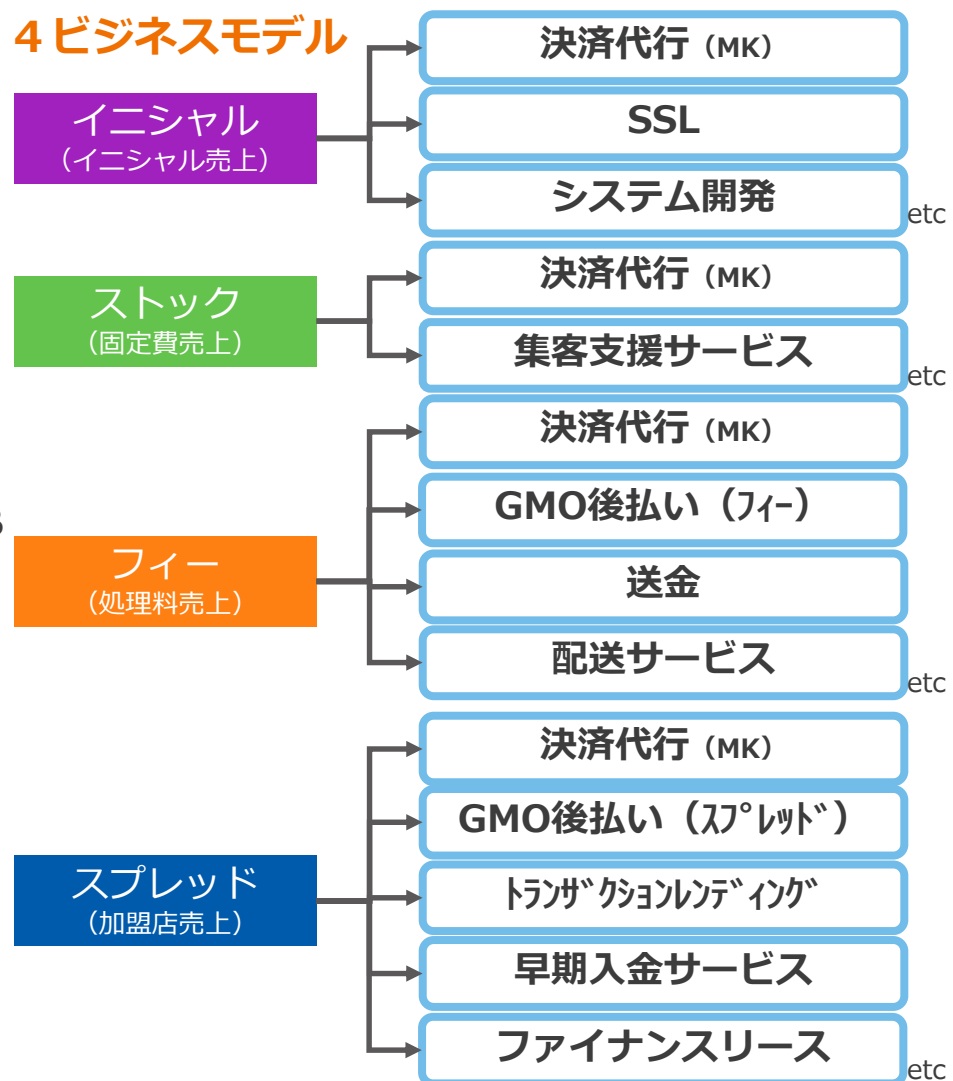 4ビジネスモデル
イニシャル
（イニシャル売上）
決済代行（MK）
SSL
システム開発
etc
ストック
（固定費売上）
決済代行（MK）
集客支援サービス
etc
フィー
（処理料売上）
決済代行（MK）
GMO後払い（ﾌｨｰ）
送金
配送サービス
etc
スプレッド
（加盟店売上）
決済代行（MK）
GMO後払い（ｽﾌﾟﾚｯﾄﾞ）
ﾄﾗﾝｻﾞｸｼｮﾝﾚﾝﾃﾞｨﾝｸﾞ
早期入金サービス
ファイナンスリース
etc